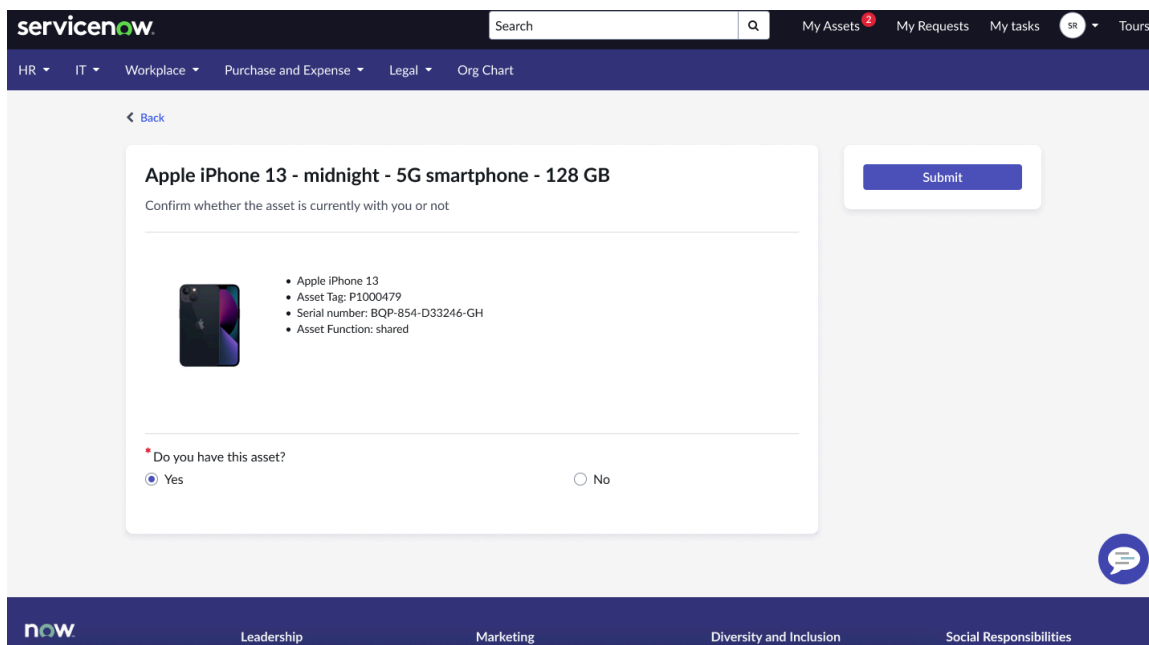 servicenow.
Search
My Assets 2
My Requests
My tasks
SR
Tours
HR
IT
Workplace
Purchase and Expense
Legal
Org Chart
Back
Apple iPhone 13 - midnight - 5G smartphone - 128 GB
Confirm whether the asset is currently with you or not
Submit
• Apple iPhone 13
• Asset Tag: P1000479
• Serial number: BQP-854-D33246-GH
• Asset Function: shared
* Do you have this asset?
Yes
No
now.
Leadership
Marketing
Diversity and Inclusion
Social Responsibilities